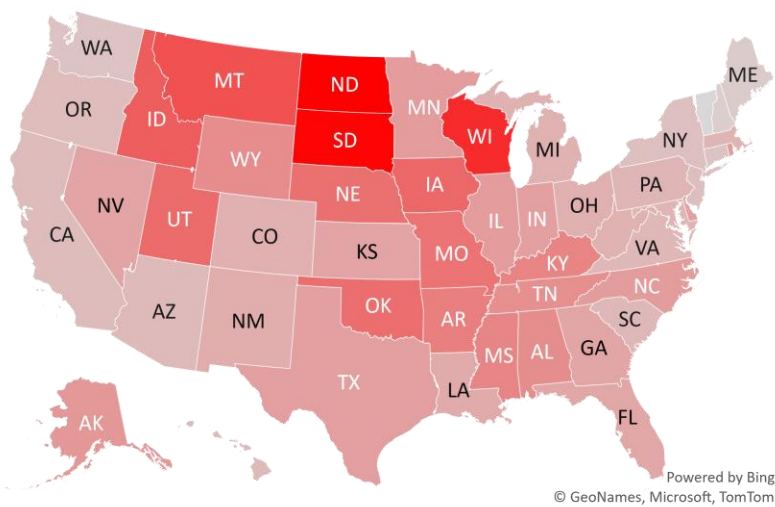 WA
ME
MT
ND
OR
MN
ID
SD
WI
MI
NY
WY
IA
PA
NE
NV
IL
IN
OH
UT
CO
CA
KS
MO
VA
KY
NC
TN
AZ
NM
OK
AR
SC
MS
AL
GA
TX
LA
AK
FL
Powered by Bing
© GeoNames, Microsoft, TomTom